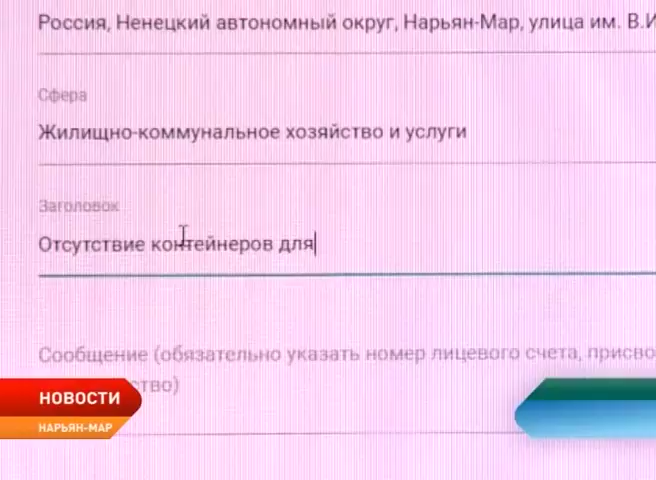 Россия, Ненецкий автономный округ, Нарьян-Мар, улица им. В.И
Сфера
Жилищно-коммунальное хозяйство и услуги
Заголовок
Отсутствие контейнеров для
Сообщение (обязательно указать номер лицевого счета, присво
ство)
НОВОСТИ
НАРЬЯН-МАР